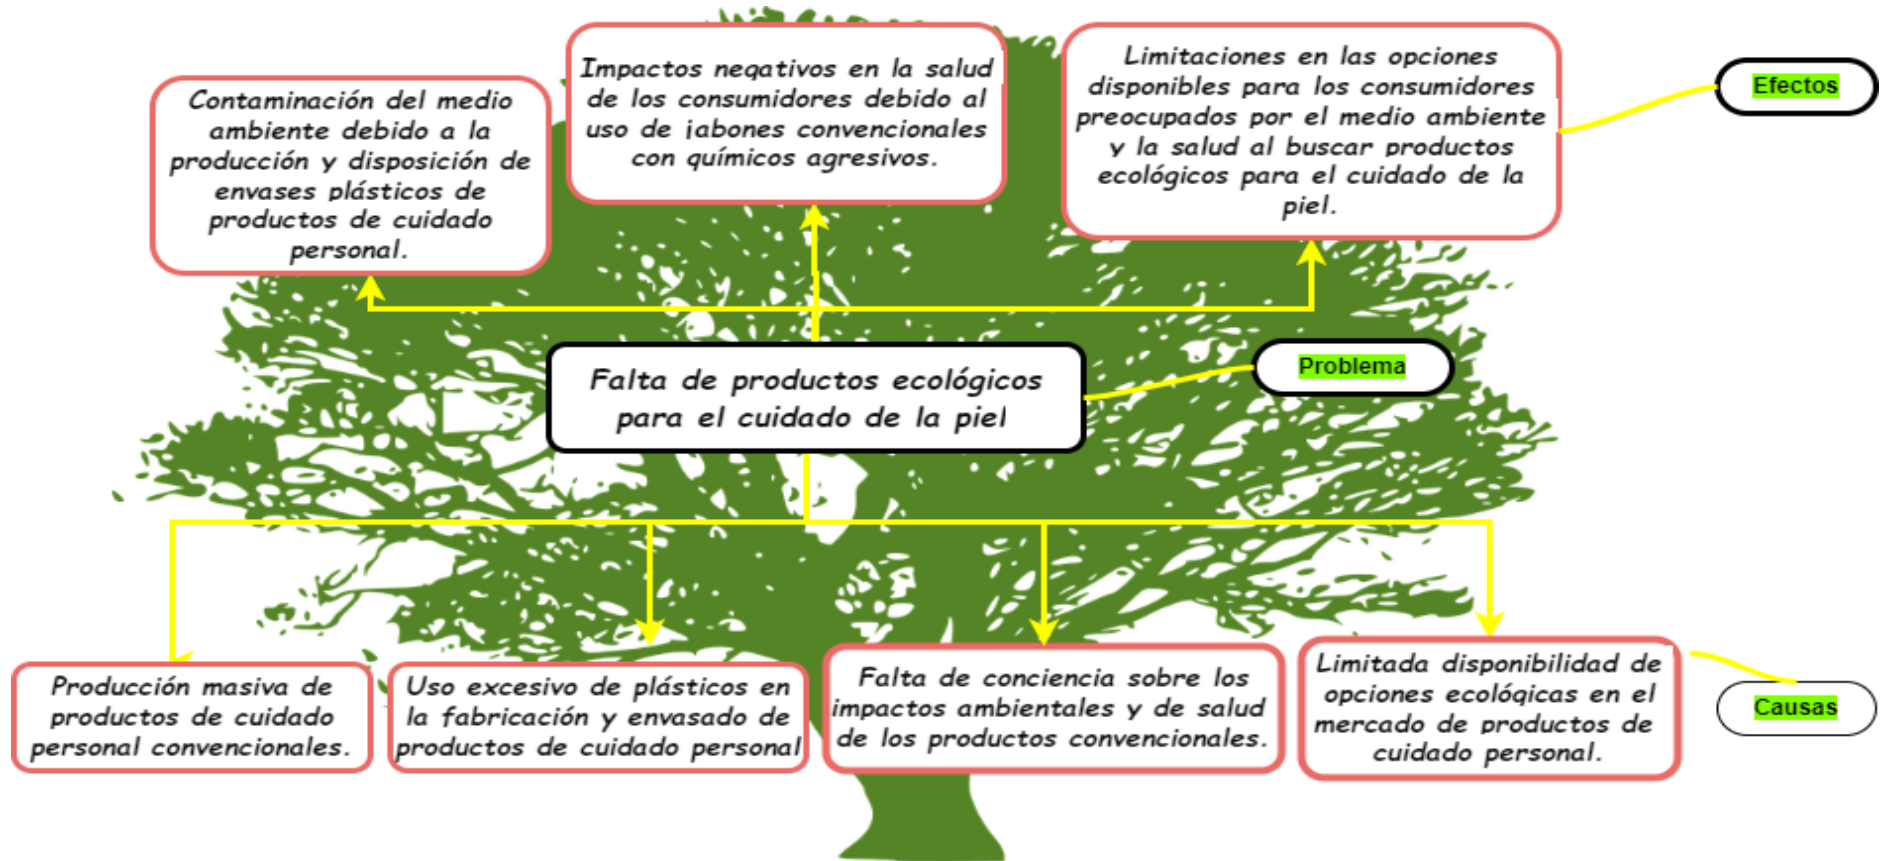 Contaminación del medio
ambiente debido a la
producción y disposición de
envases plásticos de
productos de cuidado
personal.
Impactos negativos en la salud
de los consumidores debido al
uso de jabones convencionales
con químicos agresivos.
Limitaciones en las opciones
disponibles para los consumidores
preocupados por el medio ambiente
y la salud al buscar productos
ecológicos para el cuidado de la
piel.
Efectos
Falta de productos ecológicos
para el cuidado de la piel
Problema
Producción masiva de
productos de cuidado
personal convencionales.
Uso excesivo de plásticos en
la fabricación y envasado de
productos de cuidado personal
Falta de conciencia sobre los
impactos ambientales y de salud
de los productos convencionales.
Limitada disponibilidad de
opciones ecológicas en el
mercado de productos de
cuidado personal.
Causas